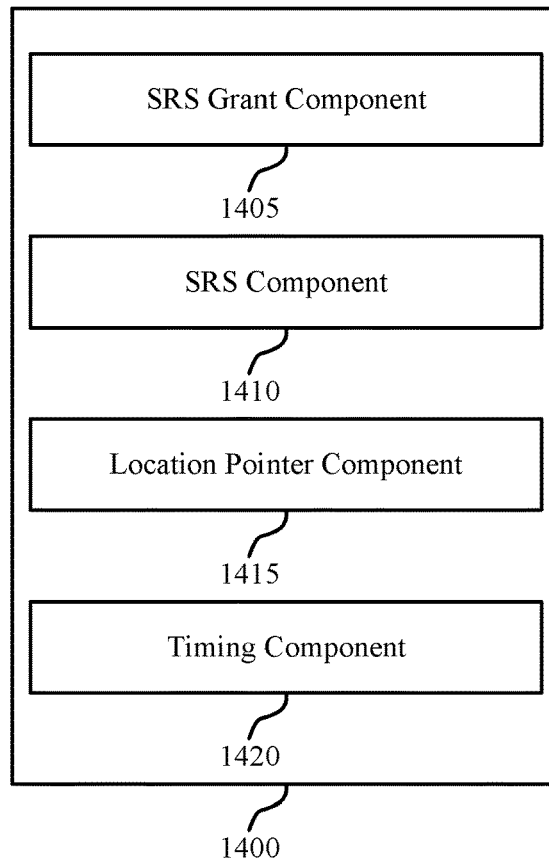 SRS Grant Component
1405
SRS Component
1410
Location Pointer Component
1415
Timing Component
1420
1400